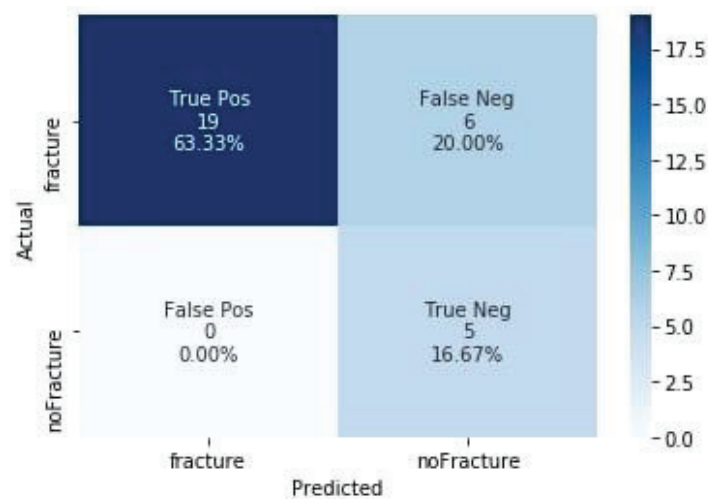 True Pos
19
63.33%
False Neg
6
20.00%
False Pos
0
0.00%
True Neg
5
16.67%
fracture
noFracture
Actual
fracture
noFracture
Predicted
17.5
15.0
12.5
10.0
7.5
5.0
2.5
0.0